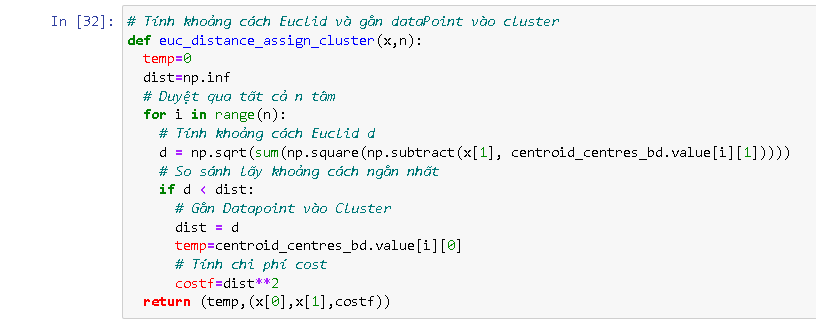 In [32]: # Tính khoảng cách Euclid và gắn dataPoint vào cluster
def euc_distance_assign_cluster(x,n):
  temp=0
  dist=np.inf
  # Duyệt qua tất cả n tâm
  for i in range(n):
    # Tính khoảng cách Euclid d
    d = np.sqrt(sum(np.square(np.subtract(x[1], centroid_centres_bd.value[i][1]))))
    # So sánh lấy khoảng cách ngắn nhất
    if d < dist:
      # Gắn Datapoint vào Cluster
      dist = d
      temp=centroid_centres_bd.value[i][0]
      # Tính chi phí cost
      costf=dist**2
  return (temp,(x[0],x[1],costf))